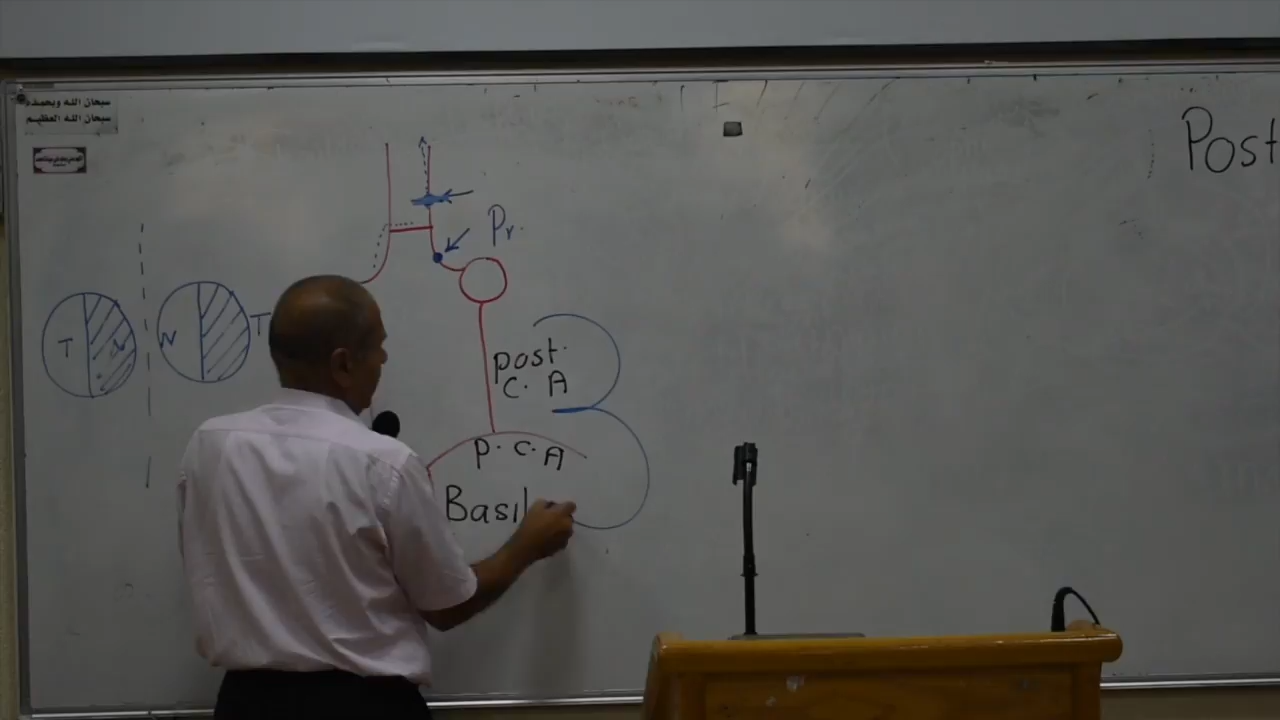 سبحان الله وبحمده
سبحان الله العظيم
Post
Pr.
T
N
T
post.
C. A
P. C. A
Basil